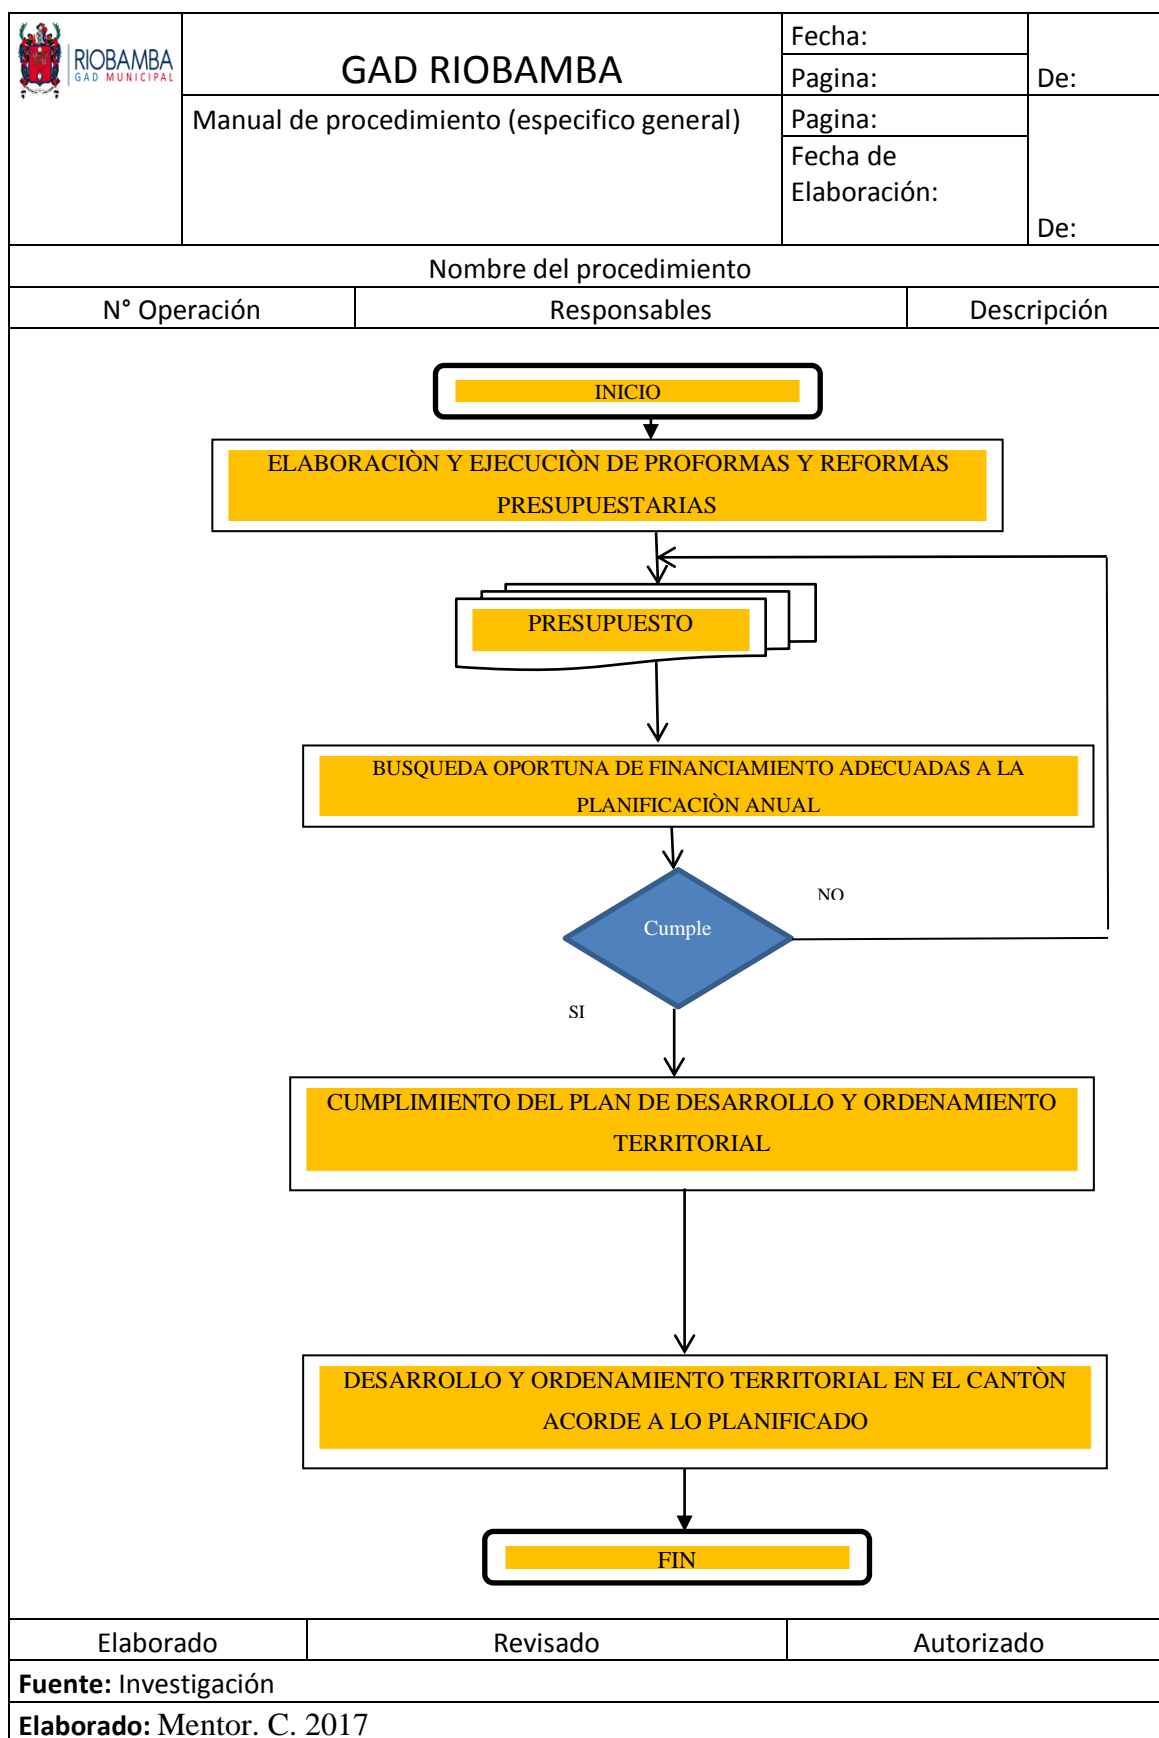 RIOBAMBA
GAD MUNICIPAL
GAD RIOBAMBA
Fecha:
Pagina:
De:
Manual de procedimiento (especifico general)
Pagina:
Fecha de
Elaboración:
De:
Nombre del procedimiento
N° Operación
Responsables
Descripción
INICIO
ELABORACIÒN Y EJECUCIÒN DE PROFORMAS Y REFORMAS
PRESUPUESTARIAS
PRESUPUESTO
BUSQUEDA OPORTUNA DE FINANCIAMIENTO ADECUADAS A LA
PLANIFICACIÒN ANUAL
NO
Cumple
SI
CUMPLIMIENTO DEL PLAN DE DESARROLLO Y ORDENAMIENTO
TERRITORIAL
DESARROLLO Y ORDENAMIENTO TERRITORIAL EN EL CANTÒN
ACORDE A LO PLANIFICADO
FIN
Elaborado
Revisado
Autorizado
Fuente: Investigación
Elaborado: Mentor. C. 2017